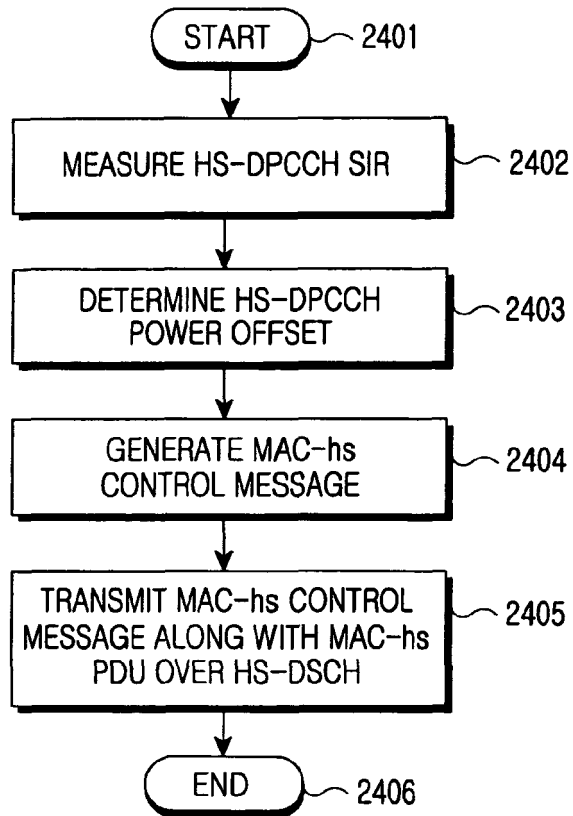 START
2401
MEASURE HS-DPCCH SIR
2402
DETERMINE HS-DPCCH
POWER OFFSET
2403
GENERATE MAC-hs
CONTROL MESSAGE
2404
TRANSMIT MAC-hs CONTROL
MESSAGE ALONG WITH MAC-hs
PDU OVER HS-DSCH
2405
END
2406